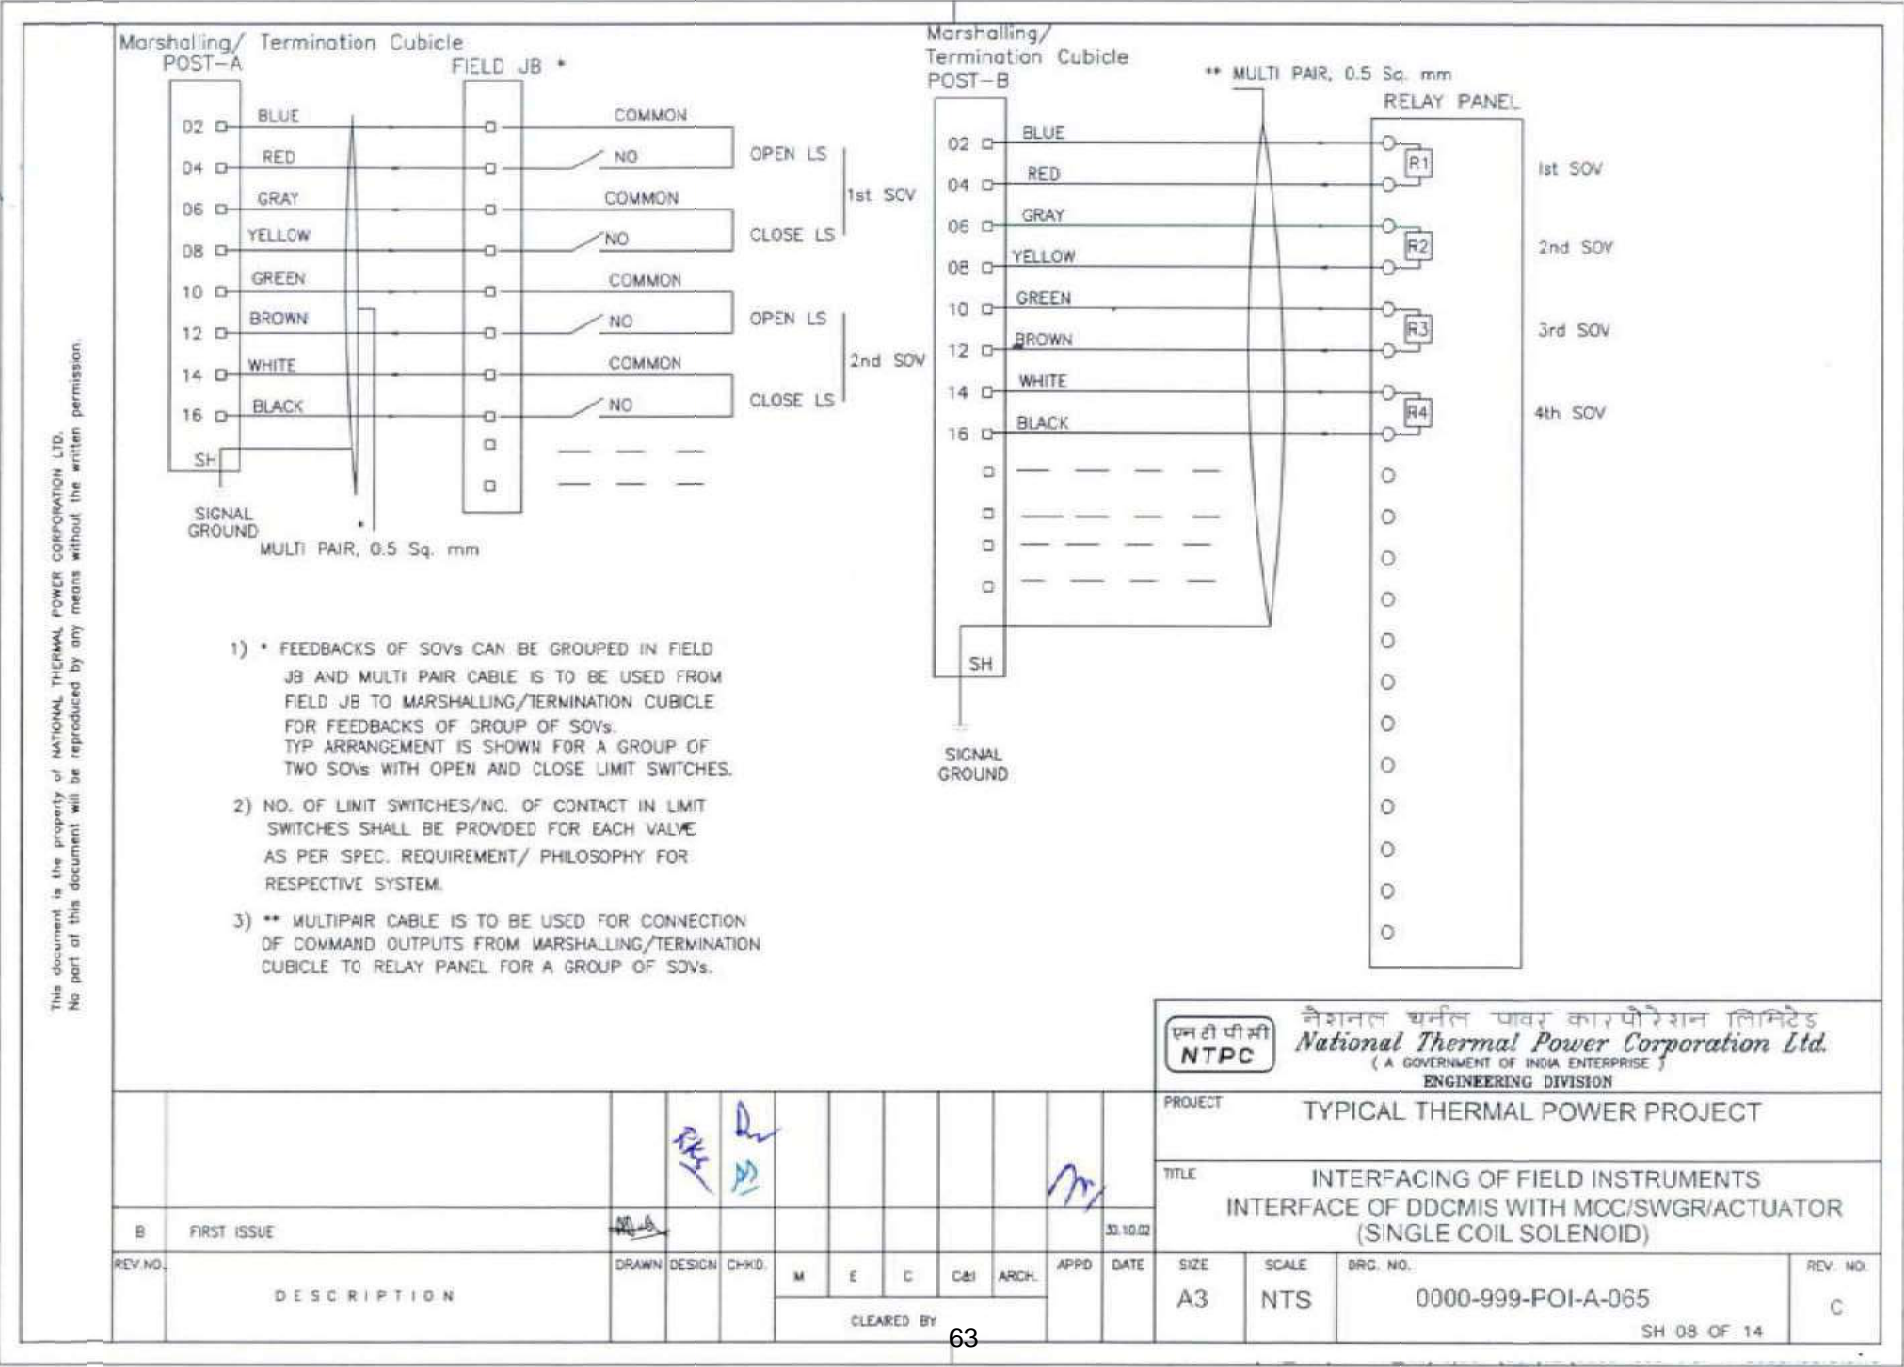 This document is the property of NATIONAL THERMAL POWER CORPORATION LTD.
No part of this document will be reproduced by any means without the written permission.
Marshalling/ Termination Cubicle
POST-A
FIELD JB *
02 BLUE COMMON
04 RED NO OPEN LS
06 GRAY COMMON 1st SOV
08 YELLOW NO CLOSE LS
10 GREEN COMMON
12 BROWN NO OPEN LS
14 WHITE COMMON 2nd SOV
16 BLACK NO CLOSE LS
SH
SIGNAL
GROUND
*
MULTI PAIR, 0.5 Sq. mm
Marshalling/
Termination Cubicle
POST-B
** MULTI PAIR, 0.5 Sq. mm
RELAY PANEL
02 BLUE
R1 1st SOV
04 RED
06 GRAY
R2 2nd SOV
08 YELLOW
10 GREEN
R3 3rd SOV
12 BROWN
14 WHITE
R4 4th SOV
16 BLACK
SH
SIGNAL
GROUND
1) * FEEDBACKS OF SOVs CAN BE GROUPED IN FIELD
JB AND MULTI PAIR CABLE IS TO BE USED FROM
FIELD JB TO MARSHALLING/TERMINATION CUBICLE
FOR FEEDBACKS OF GROUP OF SOVs.
TYP ARRANGEMENT IS SHOWN FOR A GROUP OF
TWO SOVs WITH OPEN AND CLOSE LIMIT SWITCHES.
2) NO. OF LIMIT SWITCHES/NO. OF CONTACT IN LIMIT
SWITCHES SHALL BE PROVIDED FOR EACH VALVE
AS PER SPEC. REQUIREMENT/ PHILOSOPHY FOR
RESPECTIVE SYSTEM.
3) ** MULTIPAIR CABLE IS TO BE USED FOR CONNECTION
OF COMMAND OUTPUTS FROM MARSHALLING/TERMINATION
CUBICLE TO RELAY PANEL FOR A GROUP OF SOVs.
एन टी पी सी
NTPC
नैशनल थर्मल पावर कारपोरेशन लिमिटेड
National Thermal Power Corporation Ltd.
( A GOVERNMENT OF INDIA ENTERPRISE )
ENGINEERING DIVISION
PROJECT
TYPICAL THERMAL POWER PROJECT
TITLE
INTERFACING OF FIELD INSTRUMENTS
INTERFACE OF DDCMIS WITH MCC/SWGR/ACTUATOR
(SINGLE COIL SOLENOID)
B FIRST ISSUE 30.10.02
REV.NO. DESCRIPTION DRAWN DESIGN CHKD. M E C C&I ARCH. APPD DATE
CLEARED BY
SIZE
A3
SCALE
NTS
DRG. NO.
0000-999-POI-A-065
SH 08 OF 14
REV. NO.
C
63